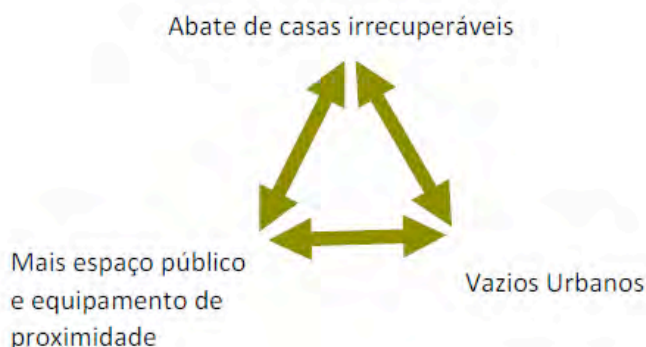 Abate de casas irrecuperáveis
Mais espaço público
e equipamento de
proximidade
Vazios Urbanos